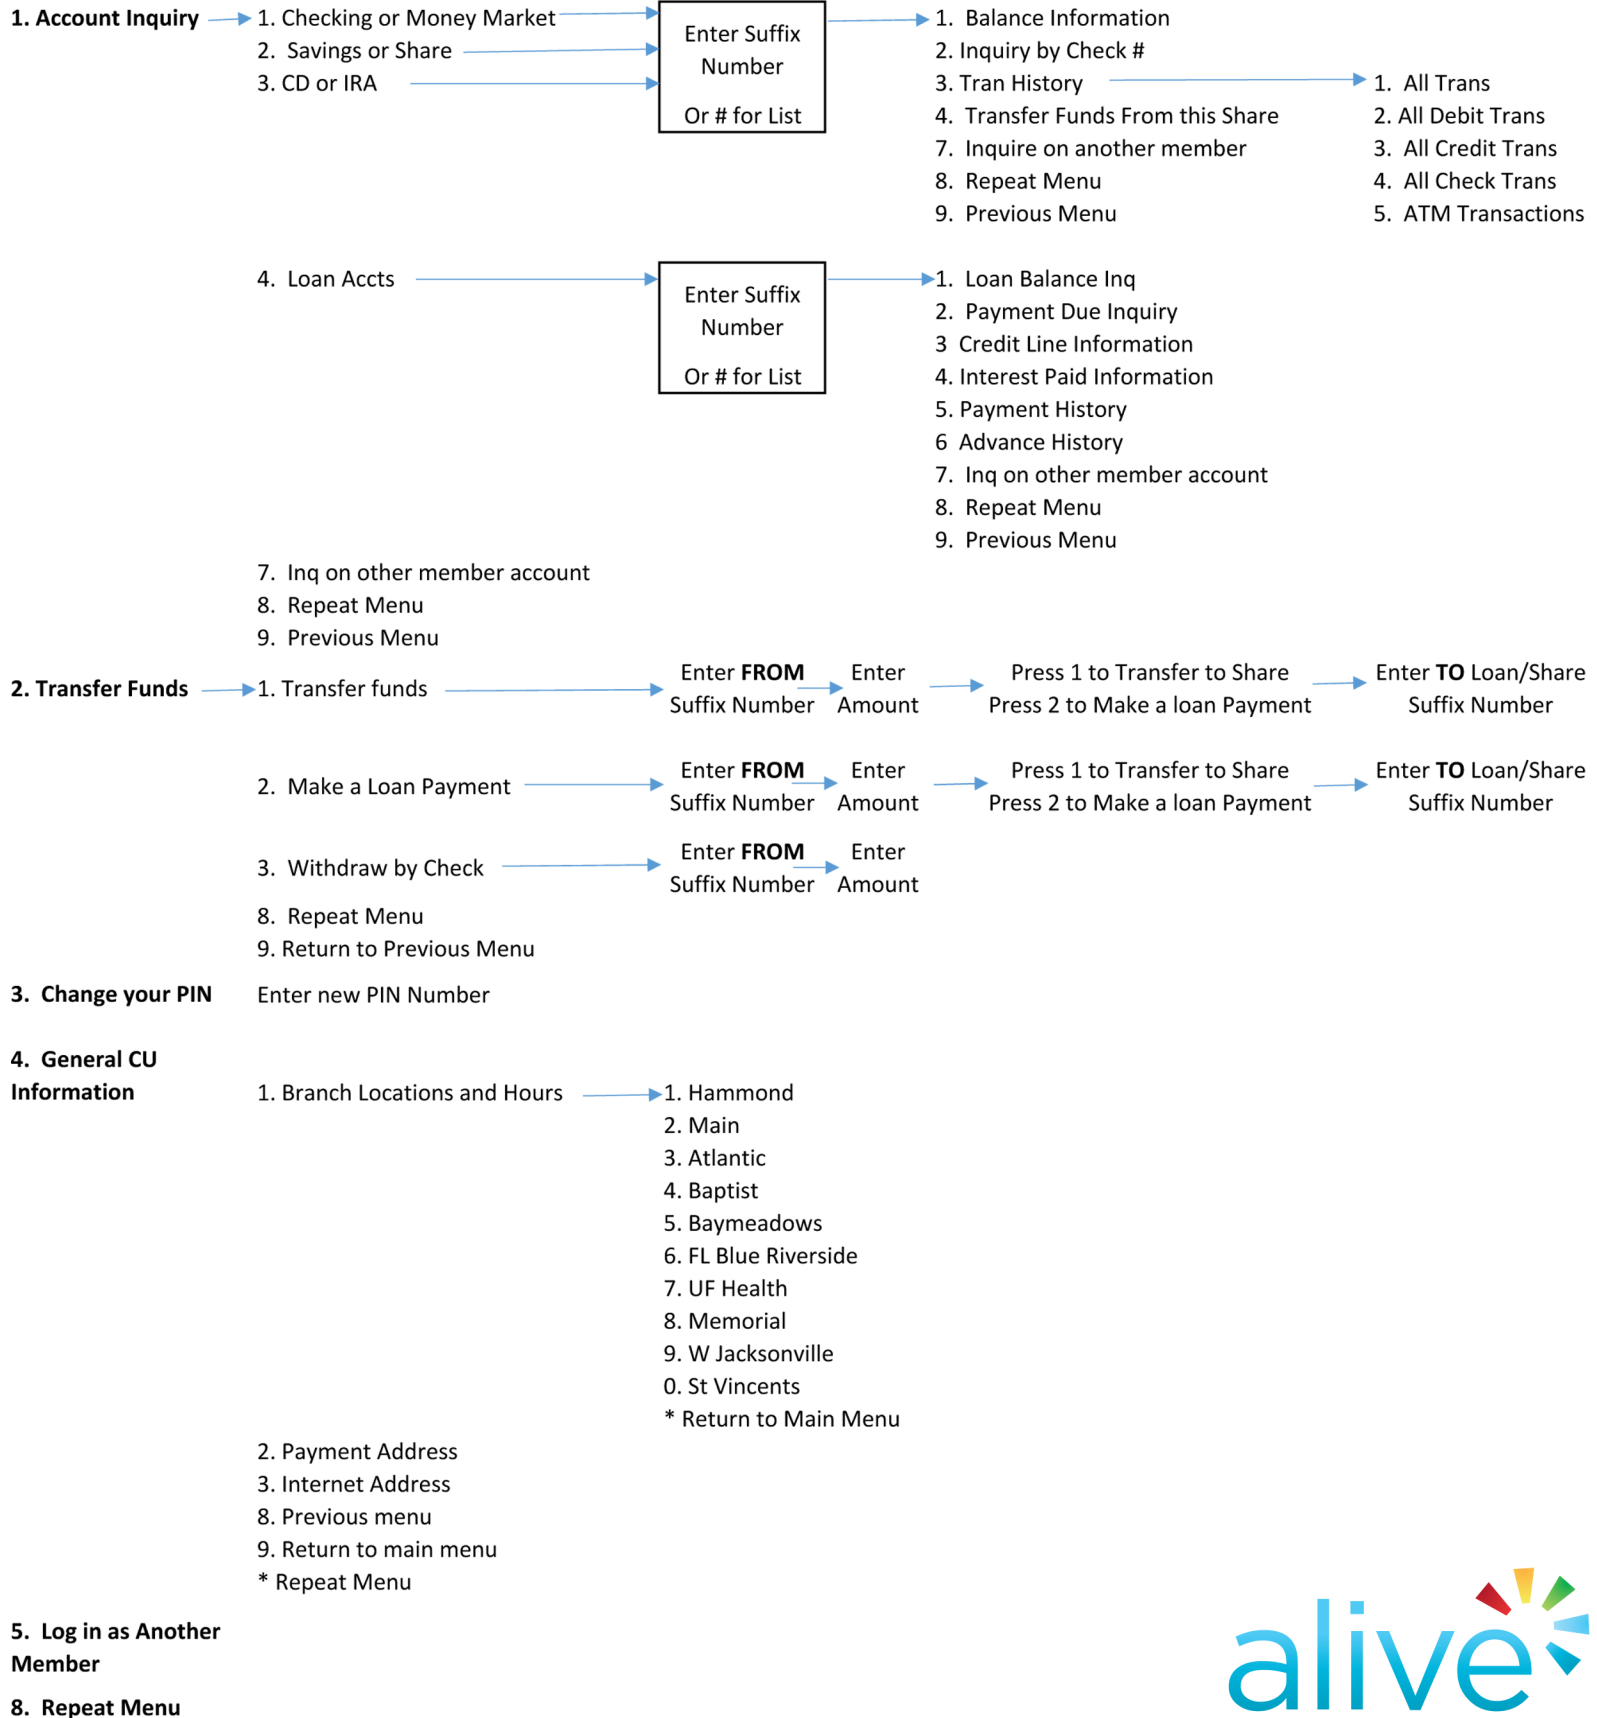 1. Account Inquiry
1. Checking or Money Market
2. Savings or Share
3. CD or IRA
Enter Suffix
Number
Or # for List
1. Balance Information
2. Inquiry by Check #
3. Tran History
4. Transfer Funds From this Share
7. Inquire on another member
8. Repeat Menu
9. Previous Menu
1. All Trans
2. All Debit Trans
3. All Credit Trans
4. All Check Trans
5. ATM Transactions
4. Loan Accts
Enter Suffix
Number
Or # for List
1. Loan Balance Inq
2. Payment Due Inquiry
3 Credit Line Information
4. Interest Paid Information
5. Payment History
6 Advance History
7. Inq on other member account
8. Repeat Menu
9. Previous Menu
7. Inq on other member account
8. Repeat Menu
9. Previous Menu
2. Transfer Funds
1. Transfer funds
Enter FROM
Suffix Number
Enter
Amount
Press 1 to Transfer to Share
Press 2 to Make a loan Payment
Enter TO Loan/Share
Suffix Number
2. Make a Loan Payment
Enter FROM
Suffix Number
Enter
Amount
Press 1 to Transfer to Share
Press 2 to Make a loan Payment
Enter TO Loan/Share
Suffix Number
3. Withdraw by Check
Enter FROM
Suffix Number
Enter
Amount
8. Repeat Menu
9. Return to Previous Menu
3. Change your PIN
Enter new PIN Number
4. General CU
Information
1. Branch Locations and Hours
1. Hammond
2. Main
3. Atlantic
4. Baptist
5. Baymeadows
6. FL Blue Riverside
7. UF Health
8. Memorial
9. W Jacksonville
0. St Vincents
* Return to Main Menu
2. Payment Address
3. Internet Address
8. Previous menu
9. Return to main menu
* Repeat Menu
5. Log in as Another
Member
8. Repeat Menu
alive